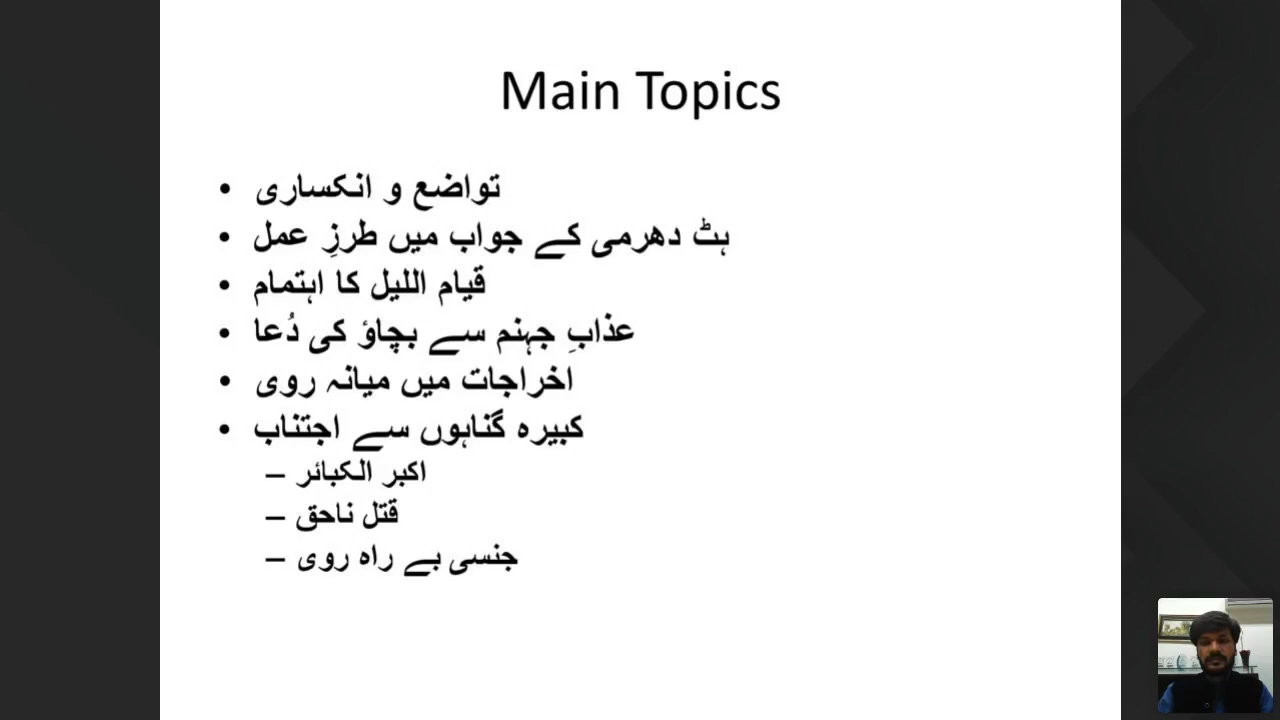 Main Topics
• تواضع و انکساری
• ہٹ دھرمی کے جواب میں طرزِ عمل
• قیام اللیل کا اہتمام
• عذابِ جہنم سے بچاؤ کی دُعا
• اخراجات میں میانہ روی
• کبیرہ گناہوں سے اجتناب
– اکبر الکبائر
– قتل ناحق
– جنسی بے راہ روی